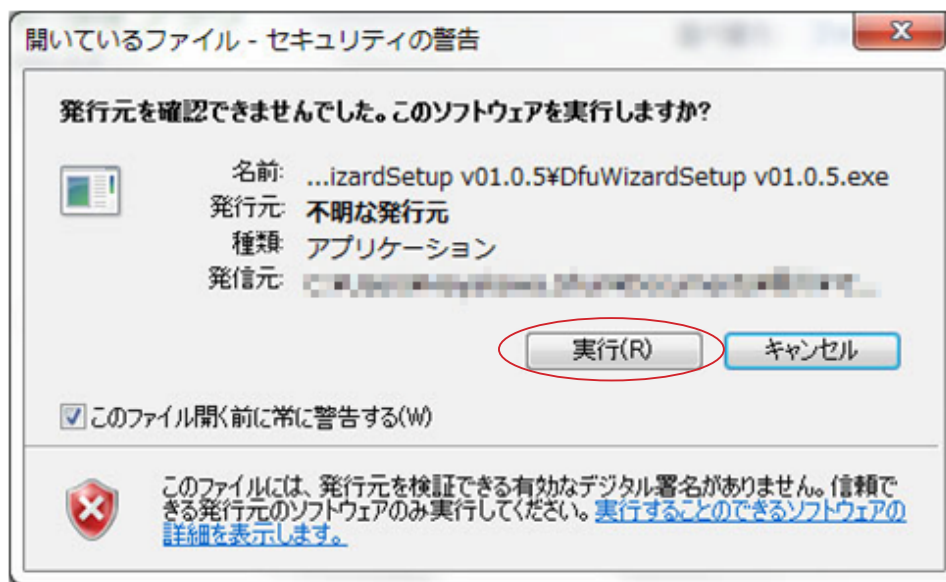 開いているファイル - セキュリティの警告
発行元を確認できませんでした。このソフトウェアを実行しますか?
名前: ...izardSetup v01.0.5¥DfuWizardSetup v01.0.5.exe
発行元: 不明な発行元
種類: アプリケーション
発信元:
実行(R)
キャンセル
このファイル開く前に常に警告する(W)
このファイルには、発行元を検証できる有効なデジタル署名がありません。信頼で
きる発行元のソフトウェアのみ実行してください。実行することのできるソフトウェアの
詳細を表示します。